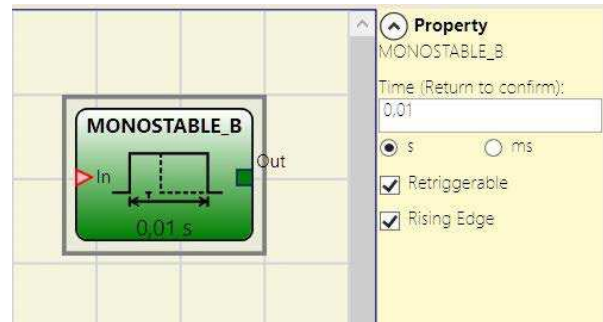 MONOSTABLE_B
In
Out
T
0,01 s
Property
MONOSTABLE_B
Time (Return to confirm):
0,01
s
ms
Retriggerable
Rising Edge